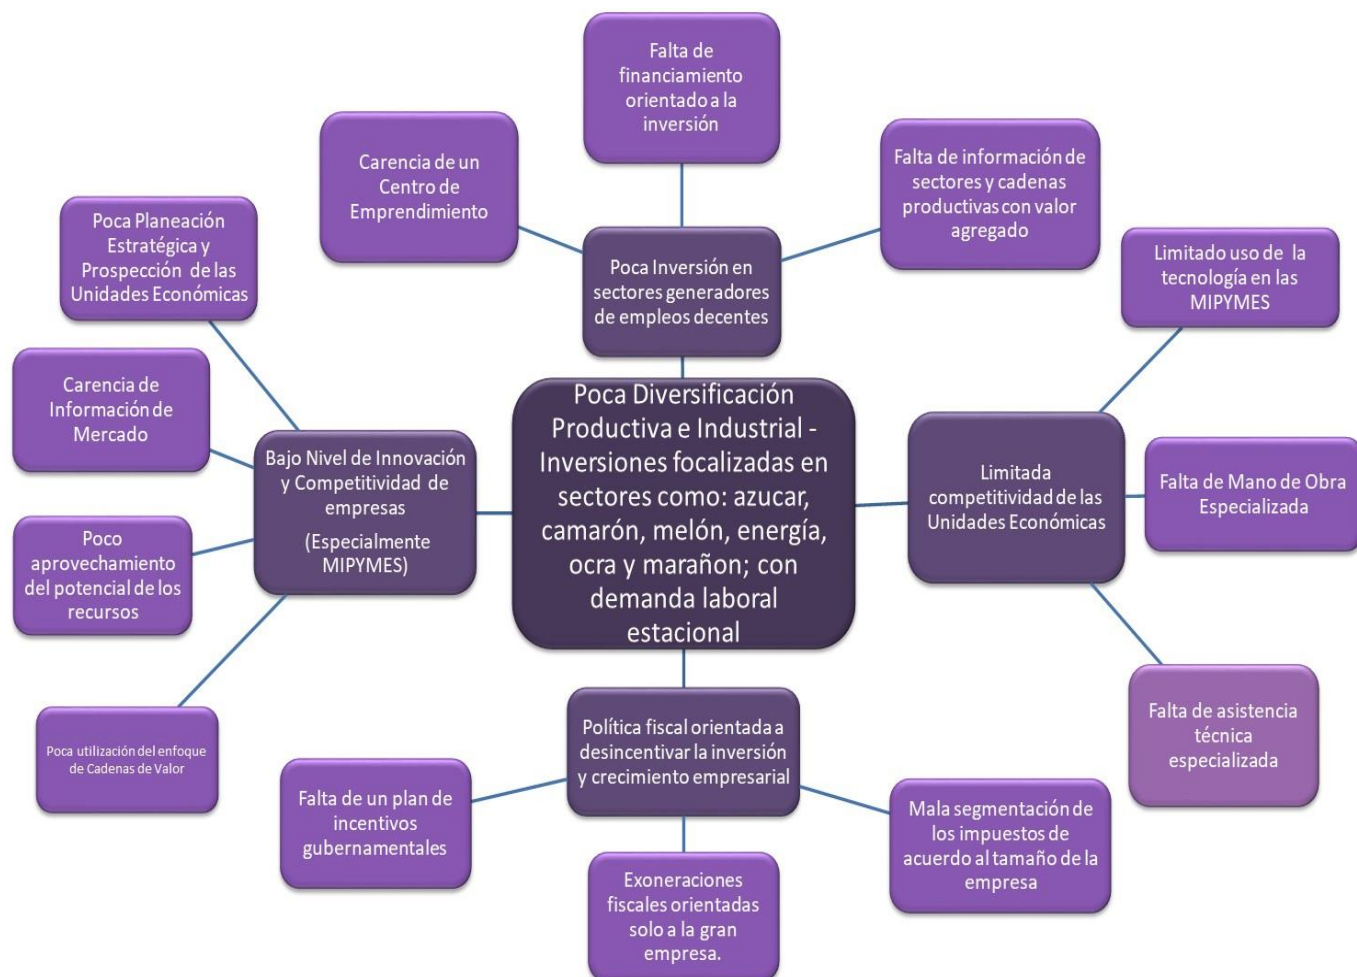 Falta de
financiamiento
orientado a la
inversión
Carencia de un
Centro de
Emprendimiento
Falta de información de
sectores y cadenas
productivas con valor
agregado
Poca Inversión en
sectores generadores
de empleos decentes
Poca Planeación
Estratégica y
Prospección de las
Unidades Económicas
Carencia de
Información de
Mercado
Poco
aprovechamiento
del potencial de los
recursos
Poca utilización del enfoque
de Cadenas de Valor
Bajo Nivel de Innovación
y Competitividad de
empresas
(Especialmente
MIPYMES)
Poca Diversificación
Productiva e Industrial -
Inversiones focalizadas en
sectores como: azucar,
camarón, melón, energía,
ocra y marañon; con
demanda laboral
estacional
Limitada
competitividad de las
Unidades Económicas
Limitado uso de la
tecnología en las
MIPYMES
Falta de Mano de Obra
Especializada
Falta de asistencia
técnica
especializada
Política fiscal orientada a
desincentivar la inversión
y crecimiento empresarial
Falta de un plan de
incentivos
gubernamentales
Exoneraciones
fiscales orientadas
solo a la gran
empresa.
Mala segmentación de
los impuestos de
acuerdo al tamaño de la
empresa